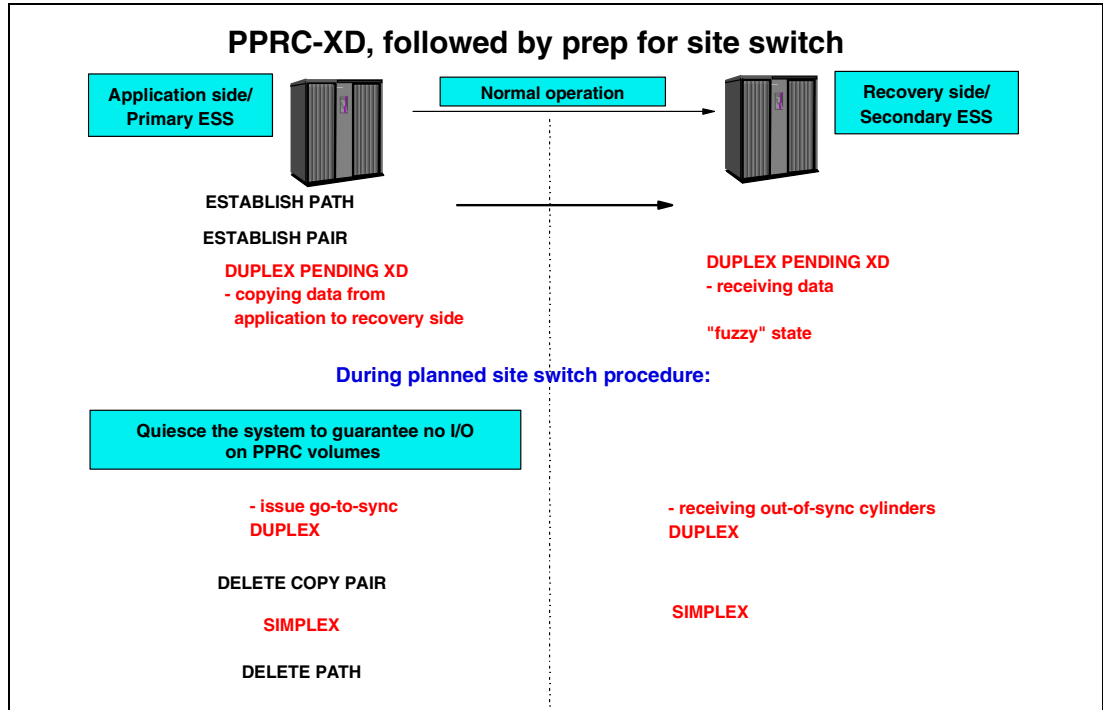 PPRC-XD, followed by prep for site switch
Application side/
Primary ESS
Normal operation
Recovery side/
Secondary ESS
ESTABLISH PATH
ESTABLISH PAIR
DUPLEX PENDING XD
- copying data from
application to recovery side
DUPLEX PENDING XD
- receiving data
"fuzzy" state
During planned site switch procedure:
Quiesce the system to guarantee no I/O
on PPRC volumes
- issue go-to-sync
DUPLEX
- receiving out-of-sync cylinders
DUPLEX
DELETE COPY PAIR
SIMPLEX
SIMPLEX
DELETE PATH